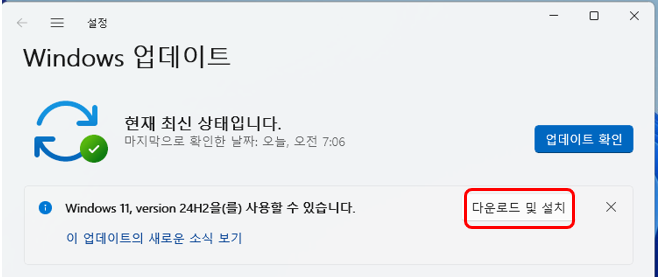 설정
Windows 업데이트
현재 최신 상태입니다.
마지막으로 확인한 날짜: 오늘, 오전 7:06
업데이트 확인
Windows 11, version 24H2을(를) 사용할 수 있습니다.
다운로드 및 설치
이 업데이트의 새로운 소식 보기